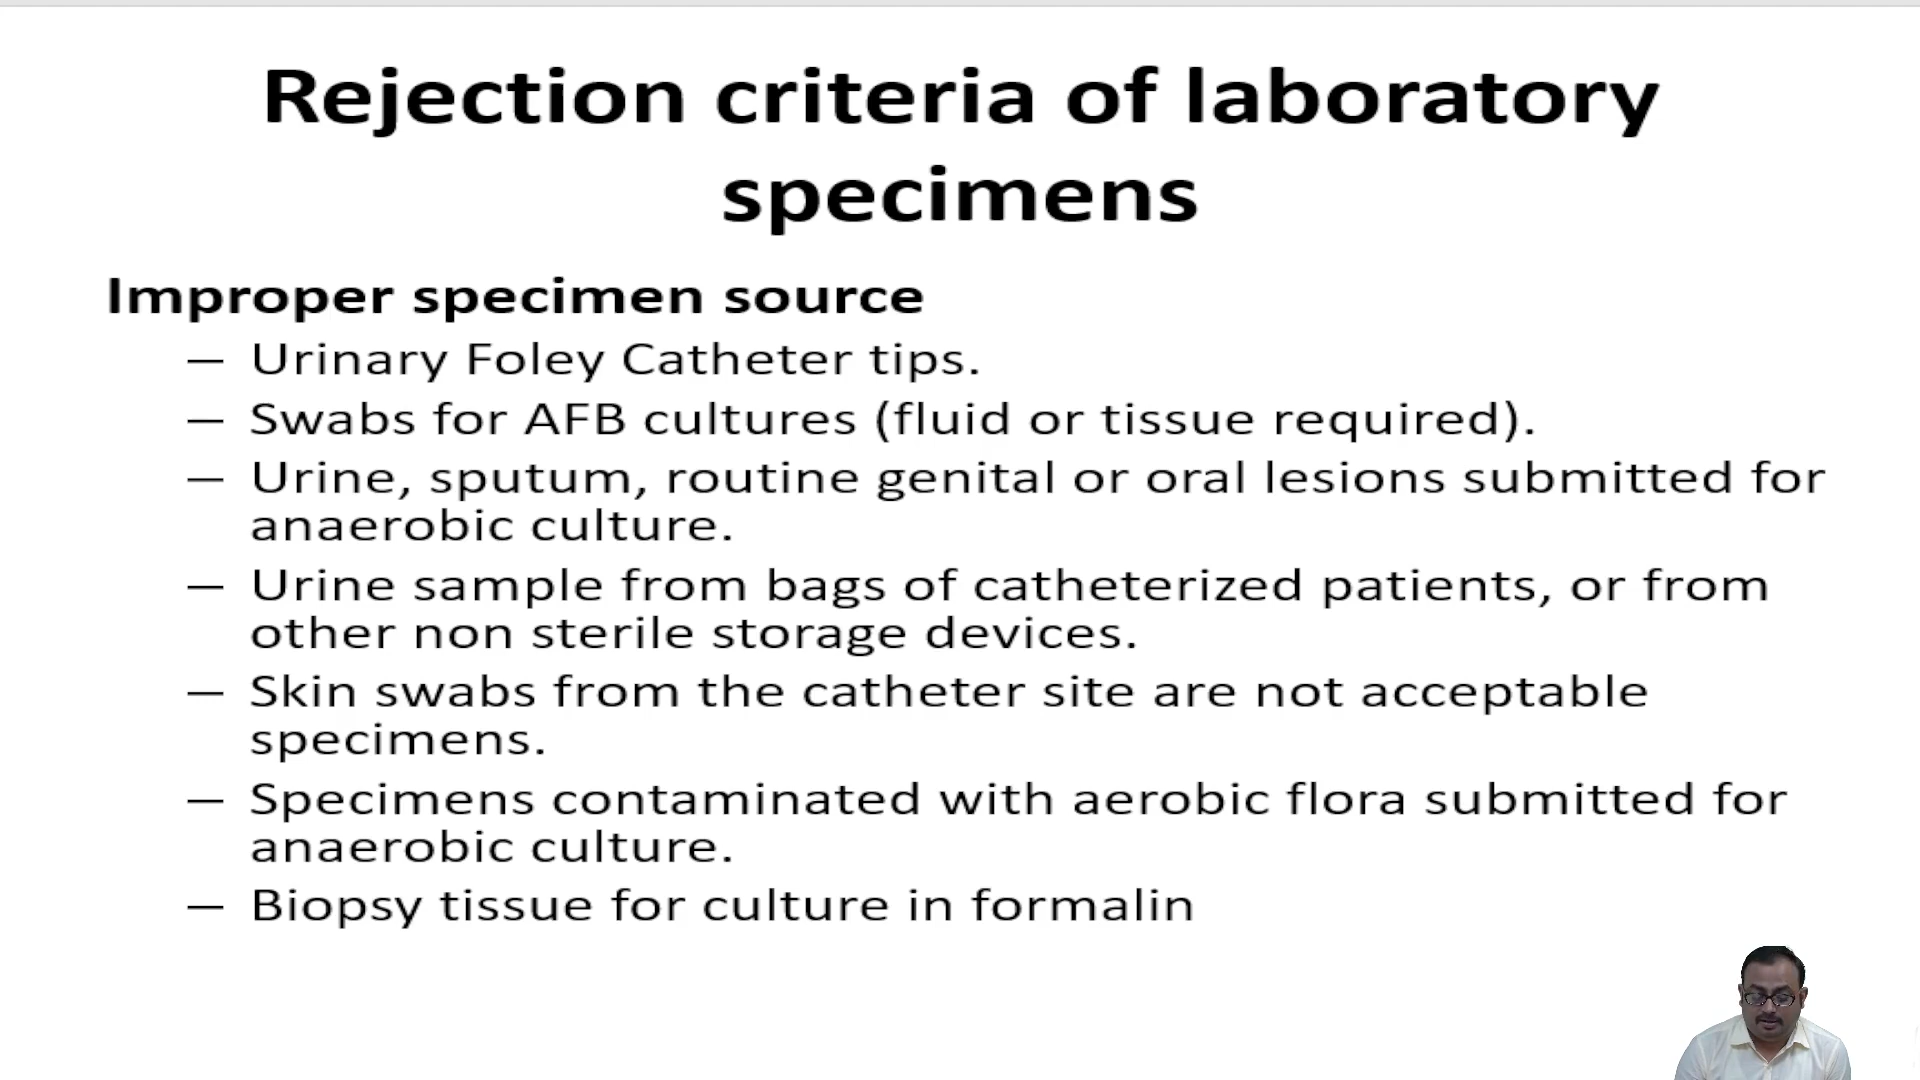 Rejection criteria of laboratory
specimens
Improper specimen source
— Urinary Foley Catheter tips.
— Swabs for AFB cultures (fluid or tissue required).
— Urine, sputum, routine genital or oral lesions submitted for
anaerobic culture.
— Urine sample from bags of catheterized patients, or from
other non sterile storage devices.
— Skin swabs from the catheter site are not acceptable
specimens.
— Specimens contaminated with aerobic flora submitted for
anaerobic culture.
— Biopsy tissue for culture in formalin